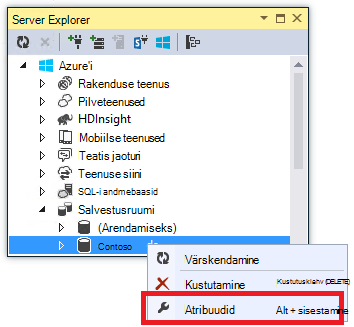 Server Explorer
Azure'i
Rakenduse teenus
Pilveteenused
HDInsight
Mobiilse teenused
Teatis jaoturi
Teenuse siini
SQL-i andmebaasid
Salvestusruumi
(Arendamiseks)
Contoso
Värskendamine
Kustutamine Kustutusklahv (DELETE)
Atribuudid Alt + sisestamine